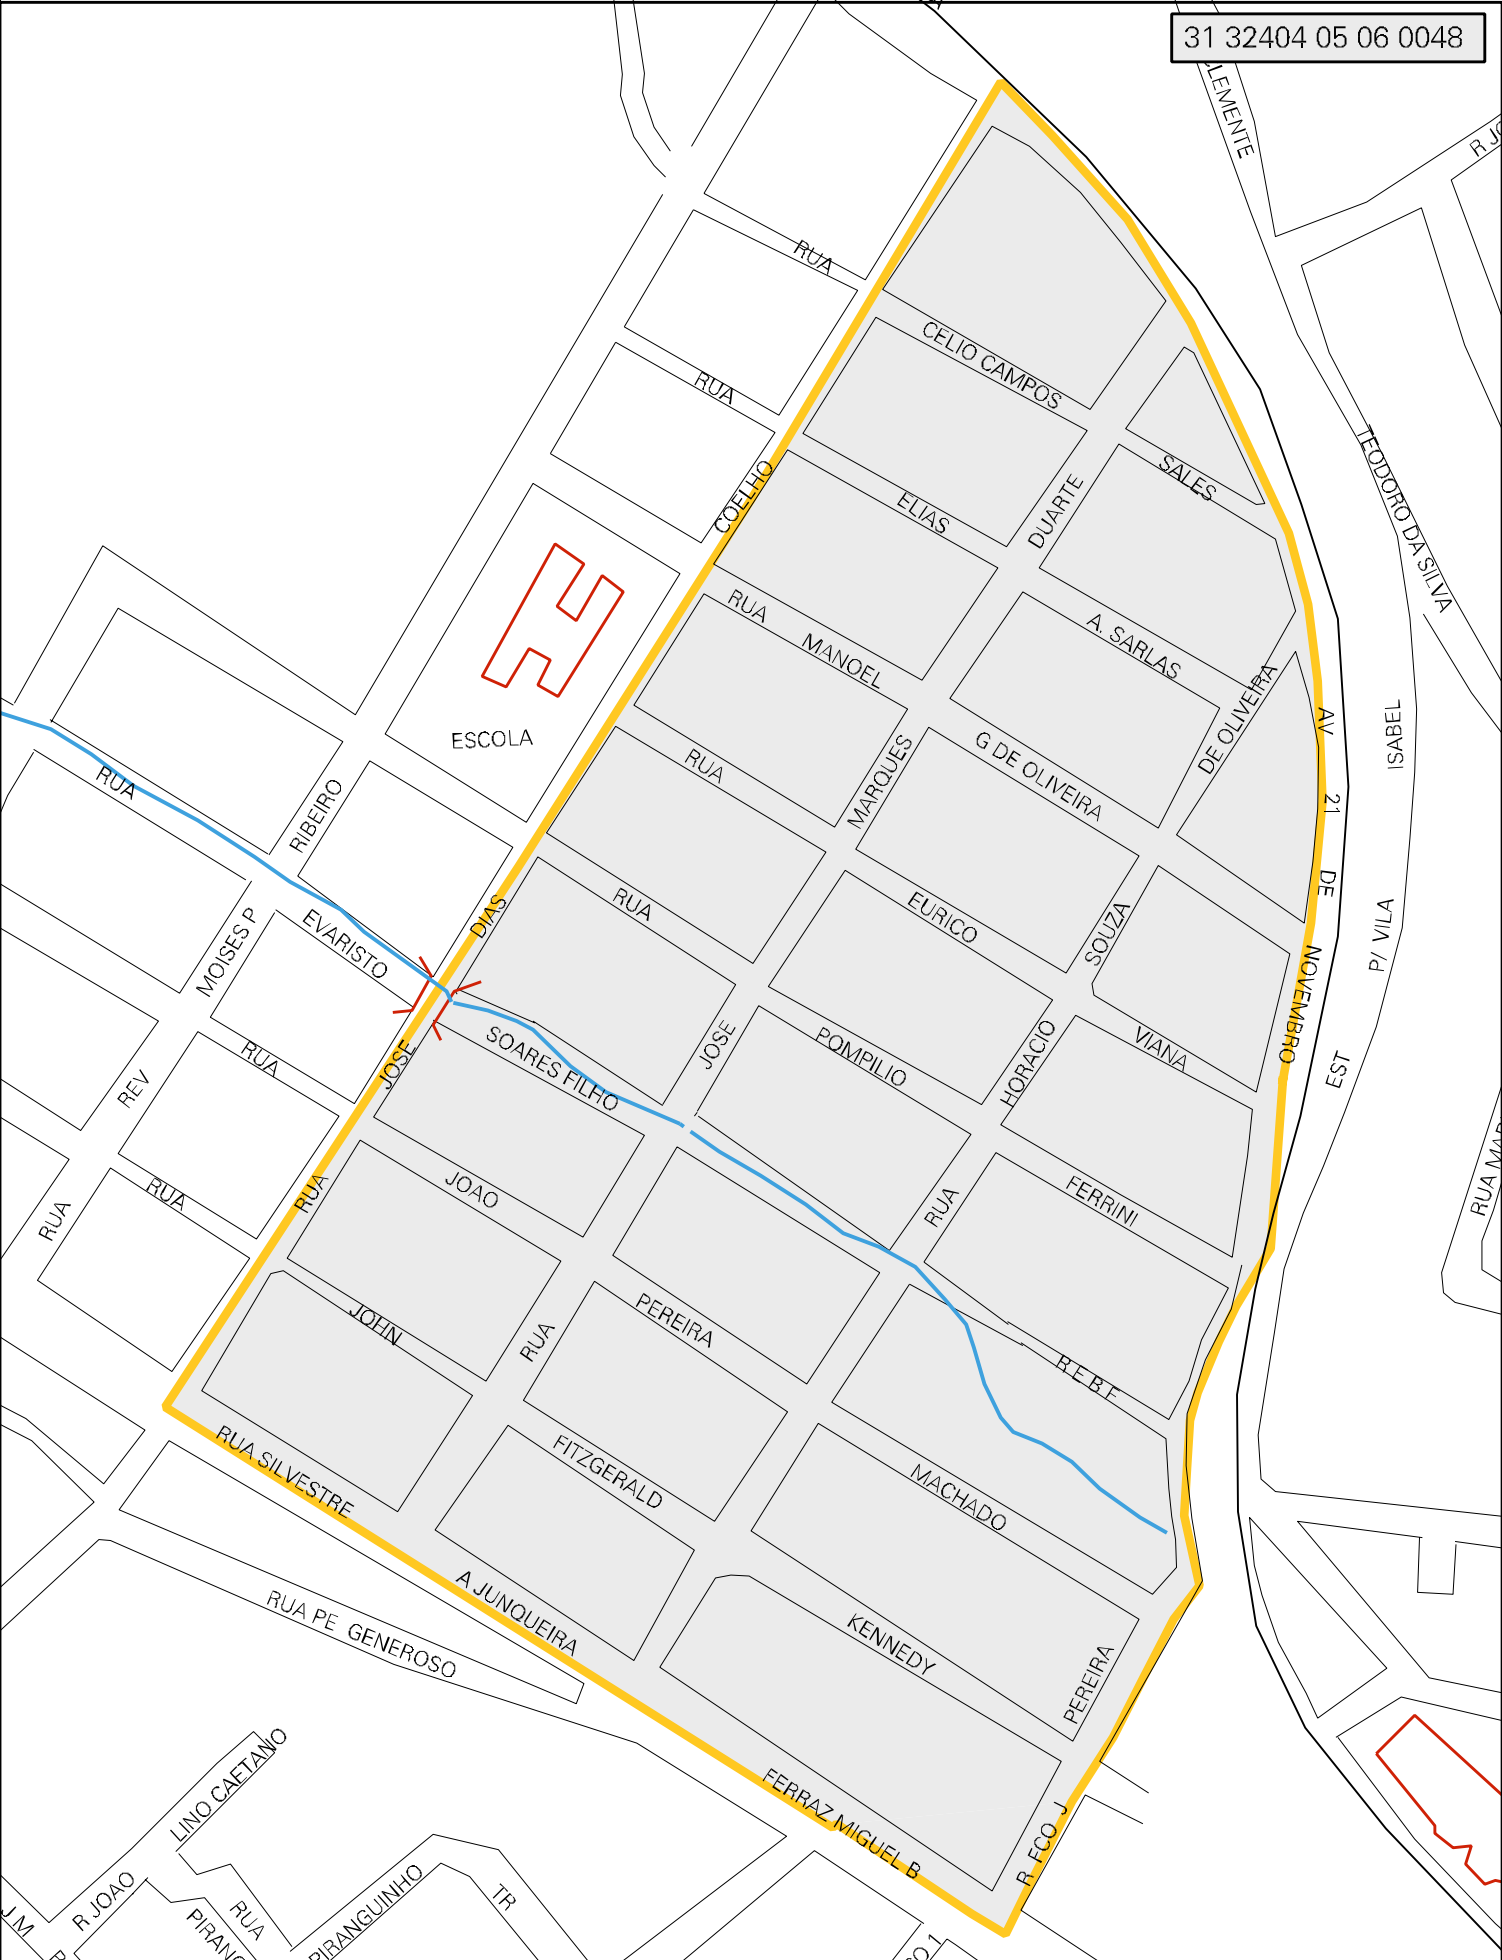 31 32404 05 06 0048
CLEMENTE
RUA
CELIO CAMPOS
RUA
TEODORO DA SILVA
COELHO
SALES
ELIAS
DUARTE
RUA
MANOEL
A. SARLAS
DE OLIVEIRA
ESCOLA
AV
21
DE
NOVEMBRO
ISABEL
P/ VILA
EST
RUA
RUA
G DE OLIVEIRA
MARQUES
RIBEIRO
RUA
EURICO
SOUZA
DIAS
EVARISTO
MOISES P
JOSE
SOARES FILHO
JOSE
POMPILIO
HORACIO
VIANA
RUA
REV
RUA
RUA
RUA
JOAO
RUA
FERRINI
RUA MAR
JOHN
RUA
PEREIRA
B E B F
RUA SILVESTRE
FITZGERALD
MACHADO
A JUNQUEIRA
RUA PE GENEROSO
KENNEDY
PEREIRA
LINO CAETANO
FERRAZ MIGUEL B
R FCO J
R JOAO
RUA
PIRANGUINHO
TR
J M